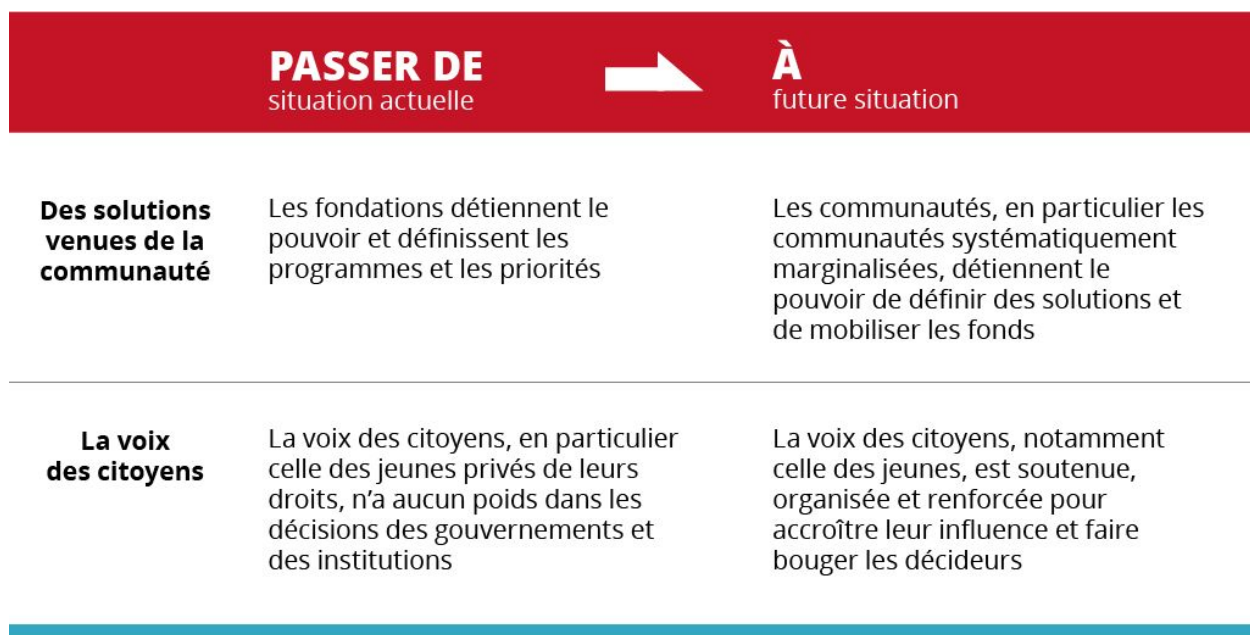 PASSER DE
situation actuelle
À
future situation
Des solutions
venues de la
communauté
Les fondations détiennent le
pouvoir et définissent les
programmes et les priorités
Les communautés, en particulier les
communautés systématiquement
marginalisées, détiennent le
pouvoir de définir des solutions et
de mobiliser les fonds
La voix
des citoyens
La voix des citoyens, en particulier
celle des jeunes privés de leurs
droits, n’a aucun poids dans les
décisions des gouvernements et
des institutions
La voix des citoyens, notamment
celle des jeunes, est soutenue,
organisée et renforcée pour
accroître leur influence et faire
bouger les décideurs